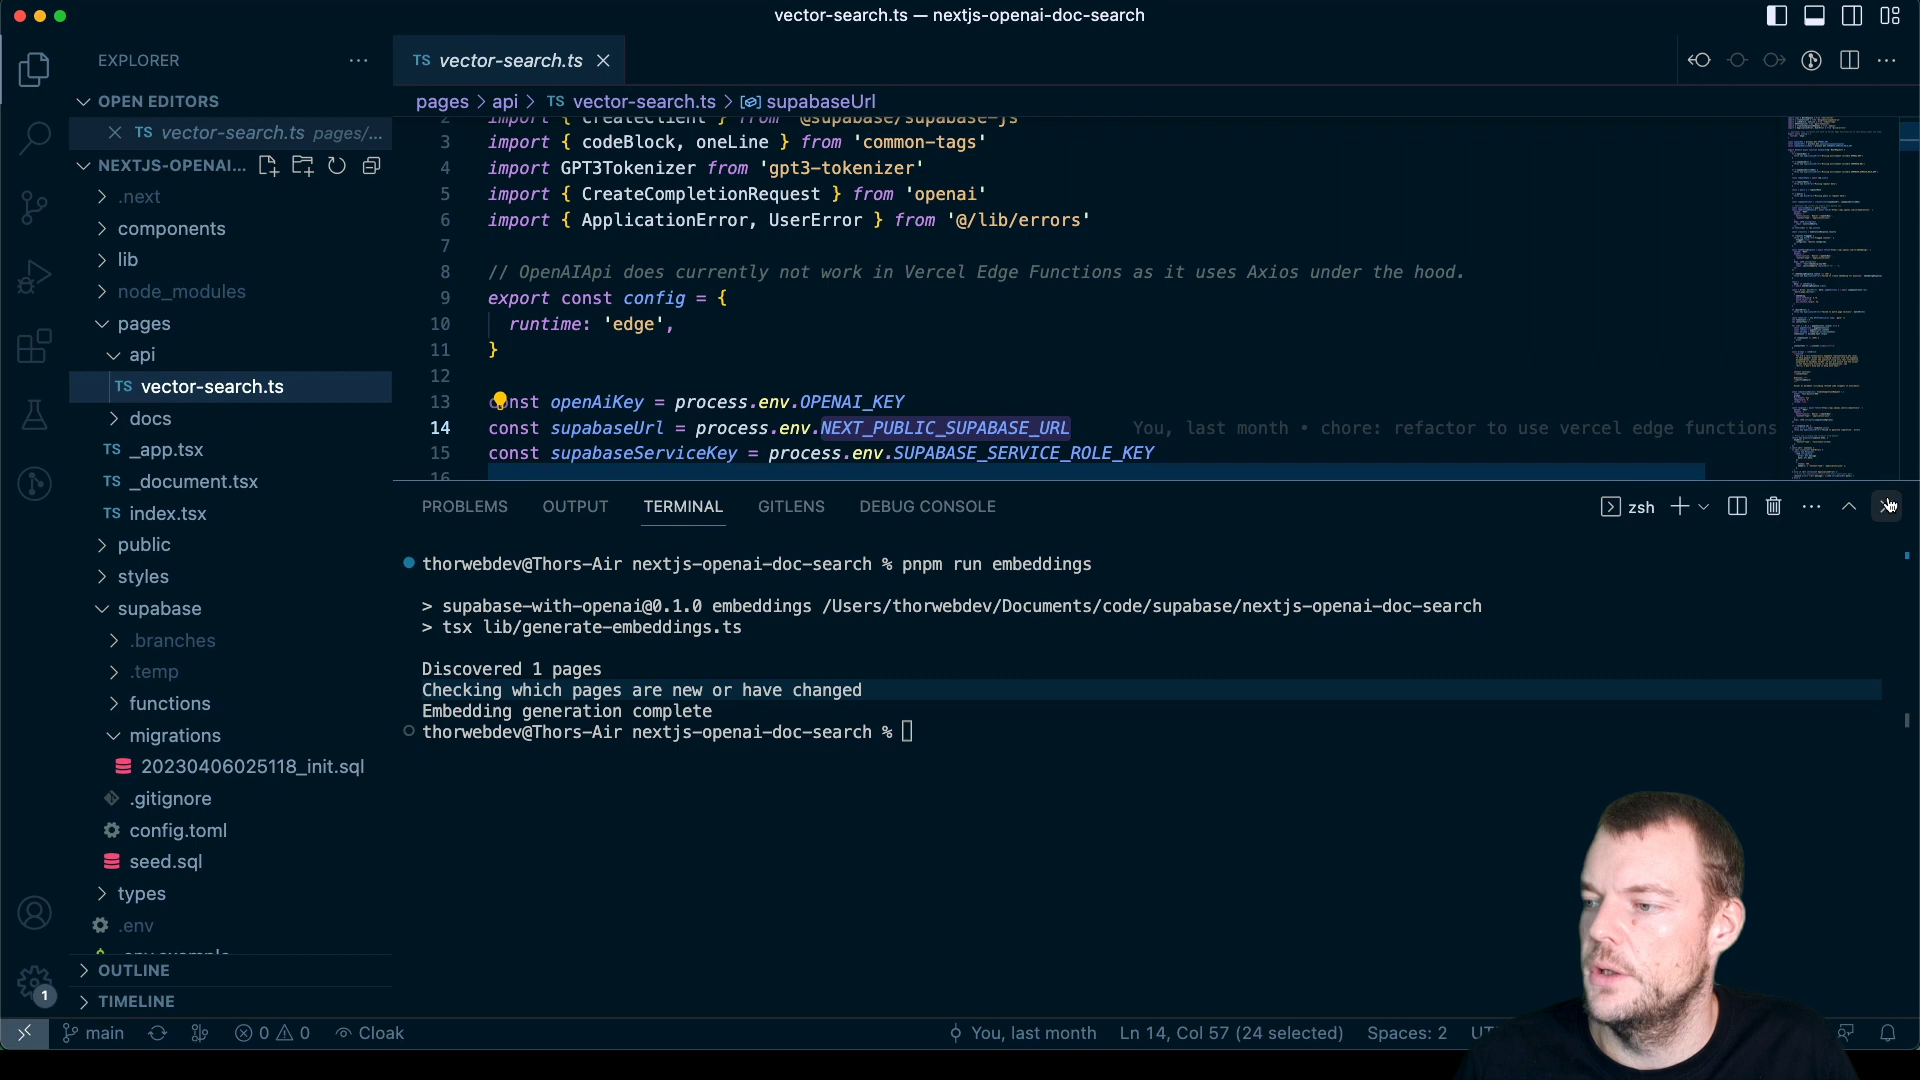 vector-search.ts — nextjs-openai-doc-search
EXPLORER
OPEN EDITORS
TS vector-search.ts pages/...
NEXTJS-OPENAI...
.next
components
lib
node_modules
pages
api
TS vector-search.ts
docs
TS _app.tsx
TS _document.tsx
TS index.tsx
public
styles
supabase
.branches
.temp
functions
migrations
20230406025118_init.sql
.gitignore
config.toml
seed.sql
types
.env
OUTLINE
TIMELINE
1
TS vector-search.ts
pages > api > TS vector-search.ts > supabaseUrl
2 import { createClient } from '@supabase/supabase-js'
3 import { codeBlock, oneLine } from 'common-tags'
4 import GPT3Tokenizer from 'gpt3-tokenizer'
5 import { CreateCompletionRequest } from 'openai'
6 import { ApplicationError, UserError } from '@/lib/errors'
7
8 // OpenAIApi does currently not work in Vercel Edge Functions as it uses Axios under the hood.
9 export const config = {
10 runtime: 'edge',
11 }
12
13 const openAiKey = process.env.OPENAI_KEY
14 const supabaseUrl = process.env.NEXT_PUBLIC_SUPABASE_URL You, last month • chore: refactor to use vercel edge functions
15 const supabaseServiceKey = process.env.SUPABASE_SERVICE_ROLE_KEY
16
PROBLEMS OUTPUT TERMINAL GITLENS DEBUG CONSOLE zsh
thorwebdev@Thors-Air nextjs-openai-doc-search % pnpm run embeddings
> supabase-with-openai@0.1.0 embeddings /Users/thorwebdev/Documents/code/supabase/nextjs-openai-doc-search
> tsx lib/generate-embeddings.ts
Discovered 1 pages
Checking which pages are new or have changed
Embedding generation complete
thorwebdev@Thors-Air nextjs-openai-doc-search %
main 0 0 Cloak You, last month Ln 14, Col 57 (24 selected) Spaces: 2